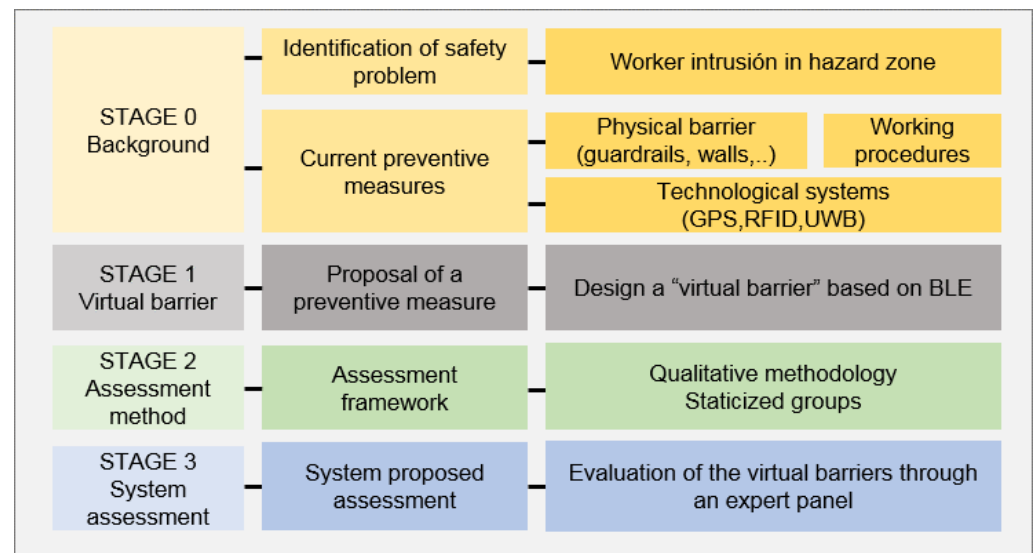 STAGE 0
Background
Identification of safety
problem
Worker intrusión in hazard zone
Current preventive
measures
Physical barrier
(guardrails, walls,..)
Working
procedures
Technological systems
(GPS,RFID,UWB)
STAGE 1
Virtual barrier
Proposal of a
preventive measure
Design a “virtual barrier” based on BLE
STAGE 2
Assessment
method
Assessment
framework
Qualitative methodology
Staticized groups
STAGE 3
System
assessment
System proposed
assessment
Evaluation of the virtual barriers through
an expert panel